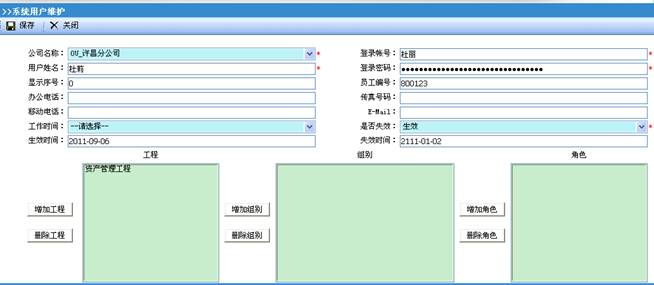 >>系统用户维护
保存 关闭
公司名称： OU_许昌分公司 * 登录帐号： 杜丽 *
用户姓名： 杜莉 * 登录密码： ●●●●●●●●●●●●●●●●●●●●●●●●●●●●●●●● *
显示序号： 0 员工编号： 800123
办公电话： 传真号码：
移动电话： E-Mail：
工作时间： --请选择-- 是否失效： 生效 *
生效时间： 2011-09-06 失效时间： 2111-01-02
工程 组别 角色
资产管理工程
增加工程 增加组别 增加角色
删除工程 删除组别 删除角色